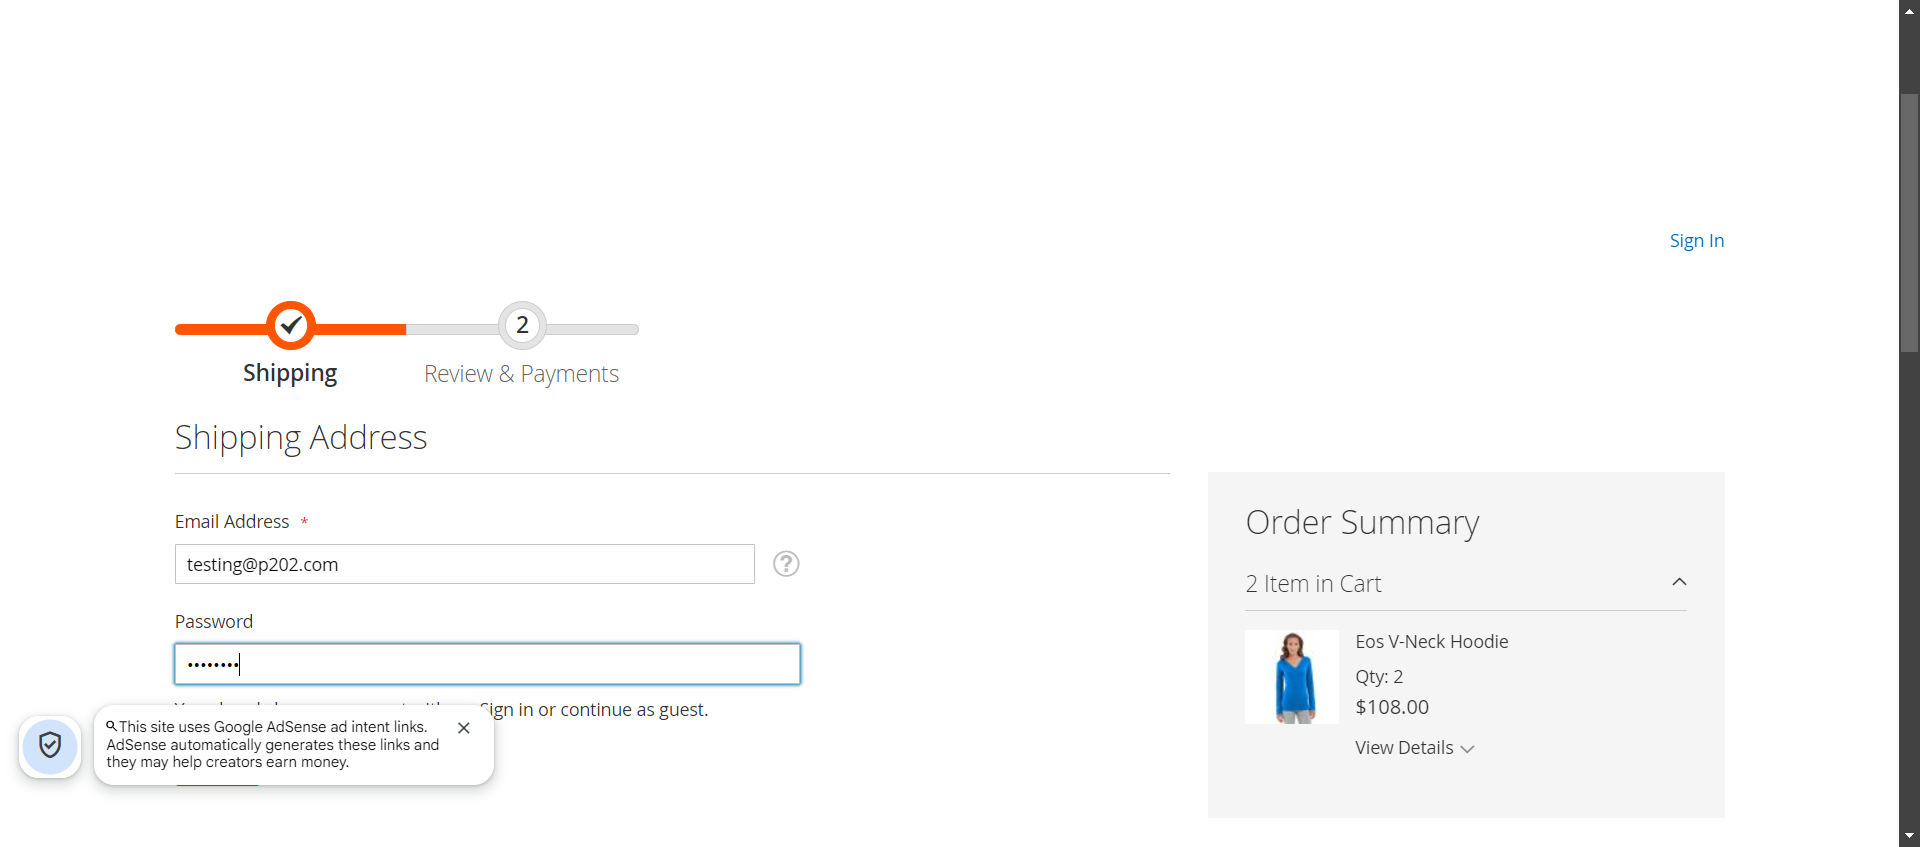 Sign In
2
Shipping
Review & Payments
Shipping Address
Email Address *
testing@p202.com
?
Password
••••••••
Sign in or continue as guest.
This site uses Google AdSense ad intent links.
AdSense automatically generates these links and
they may help creators earn money.
Order Summary
2 Item in Cart
Eos V-Neck Hoodie
Qty: 2
$108.00
View Details